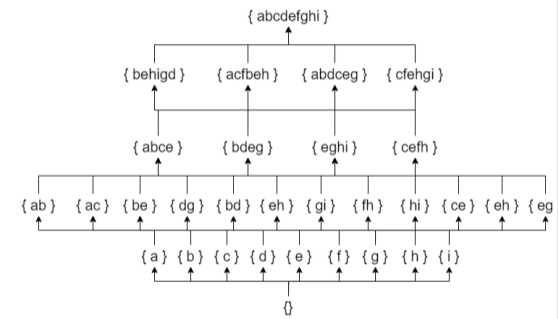 { abcdefghi }
{ behigd } { acfbeh } { abdceg } { cfehgi }
{ abce } { bdeg } { eghi } { cefh }
{ ab } { ac } { be } { dg } { bd } { eh } { gi } { fh } { hi } { ce } { eh } { eg
{ a } { b } { c } { d } { e } { f } { g } { h } { i }
{}